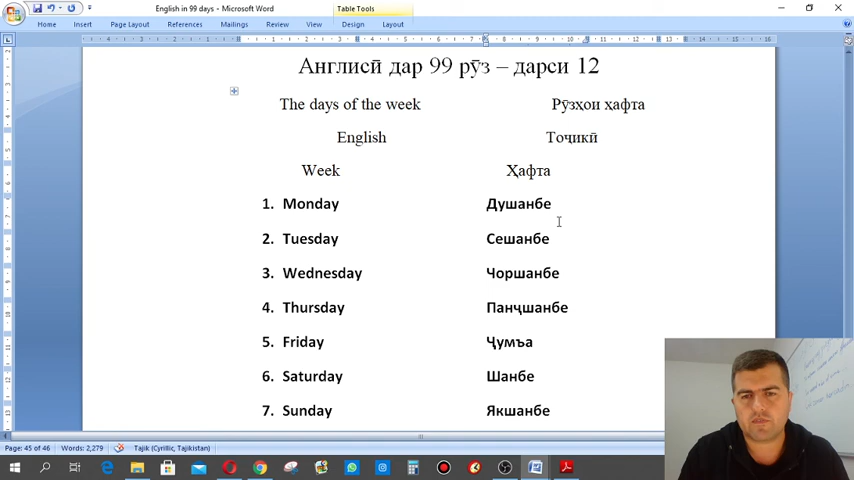 English in 99 days - Microsoft Word
Table Tools
Home Insert Page Layout References Mailings Review View Design Layout
Англисӣ дар 99 рӯз – дарси 12
The days of the week Рӯзҳои ҳафта
English Тоҷикӣ
Week Ҳафта
1. Monday Душанбе
2. Tuesday Сешанбе
3. Wednesday Чоршанбе
4. Thursday Панҷшанбе
5. Friday Ҷумъа
6. Saturday Шанбе
7. Sunday Якшанбе
Page: 45 of 46 Words: 2,279 Tajik (Cyrillic, Tajikistan)